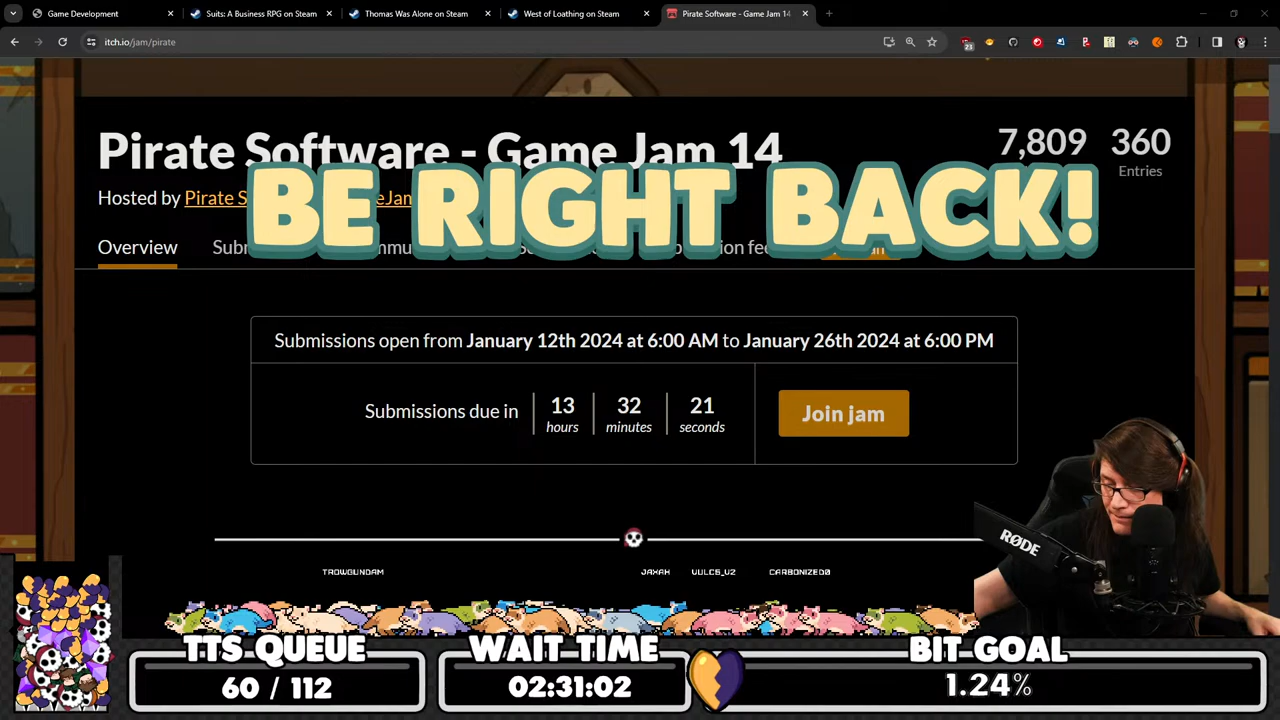 Game Development
Suits: A Business RPG on Steam
Thomas Was Alone on Steam
West of Loathing on Steam
Pirate Software - Game Jam 14
itch.io/jam/pirate
23
Pirate Software - Game Jam 14
7,809
360
Entries
Hosted by Pirate S
eJam
BE RIGHT BACK!
Overview
Submissions open from January 12th 2024 at 6:00 AM to January 26th 2024 at 6:00 PM
Submissions due in
13
hours
32
minutes
21
seconds
Join jam
RØDE
TROWGUNDAM
JAXAH
VULCS_V2
CARBONIZED0
TTS QUEUE
60 / 112
WAIT TIME
02:31:02
BIT GOAL
1.24%